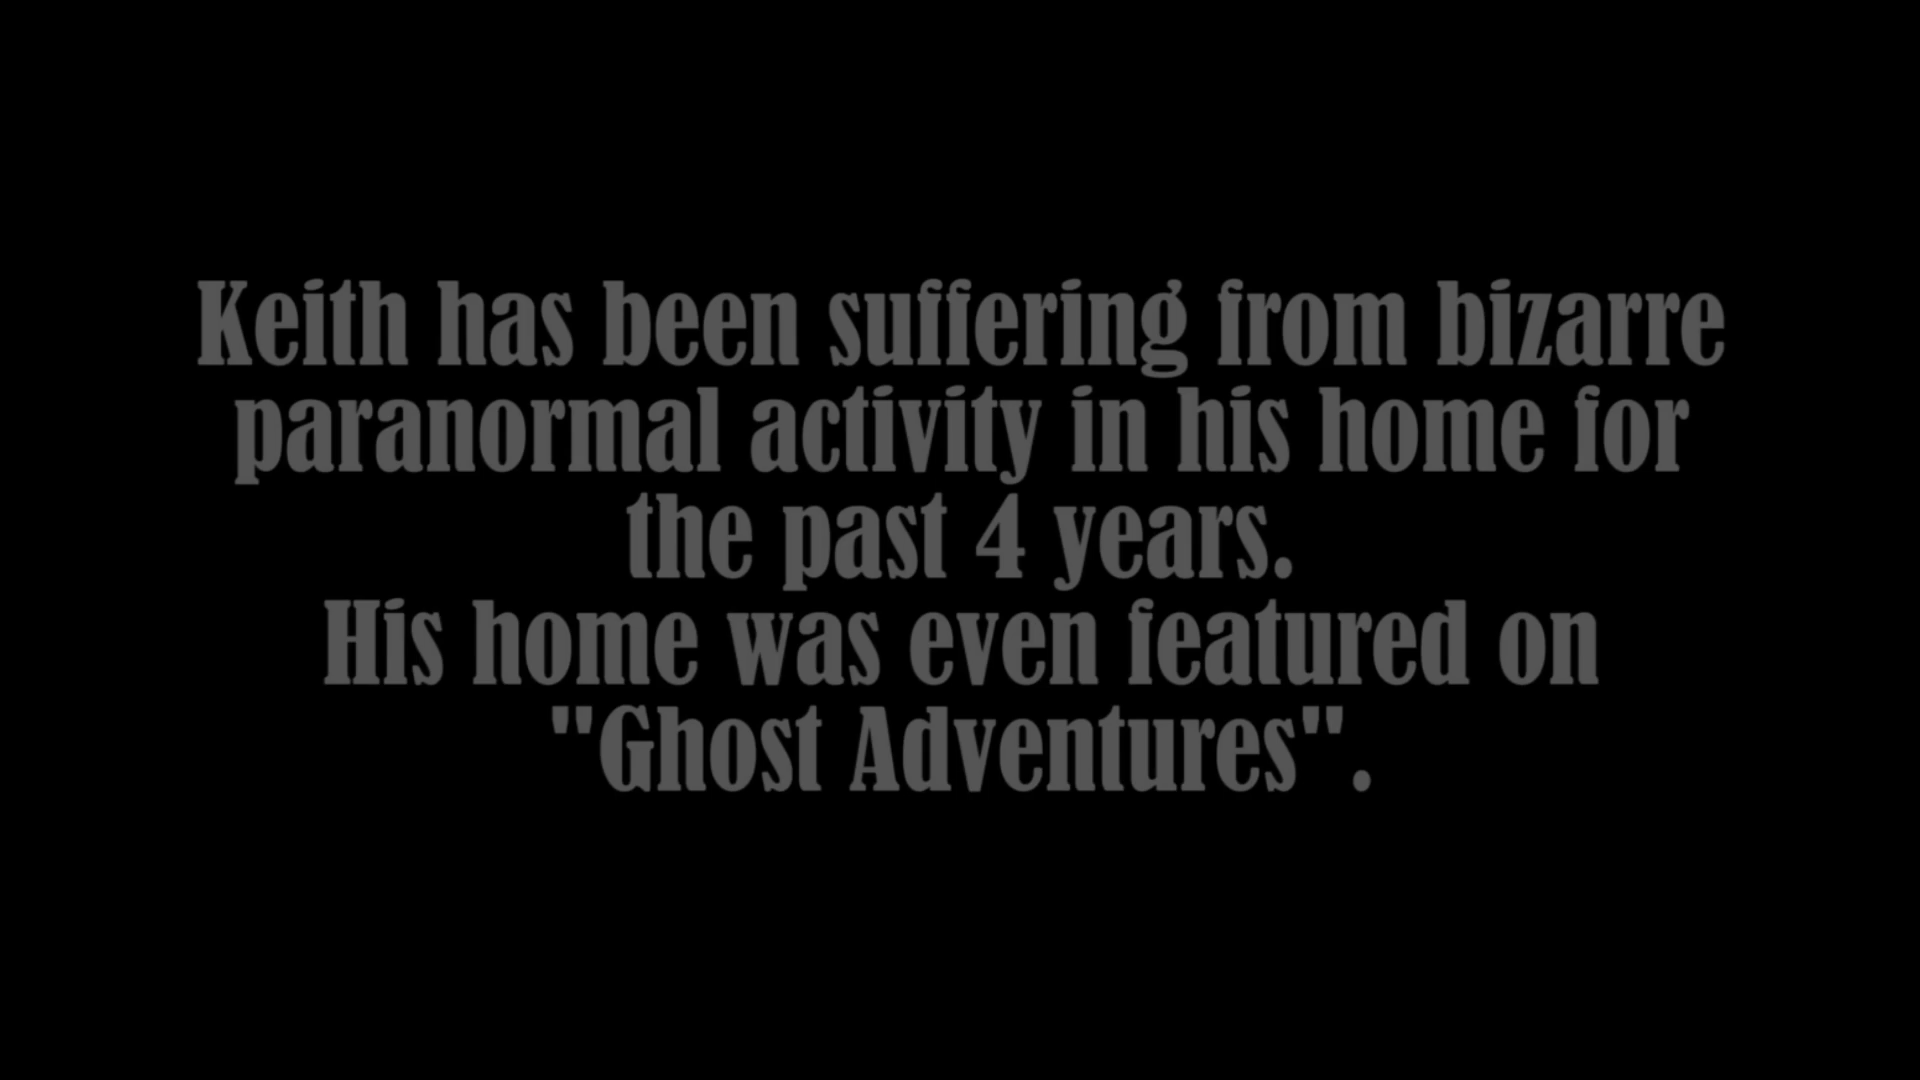 Keith has been suffering from bizarre
paranormal activity in his home for
the past 4 years.
His home was even featured on
"Ghost Adventures".